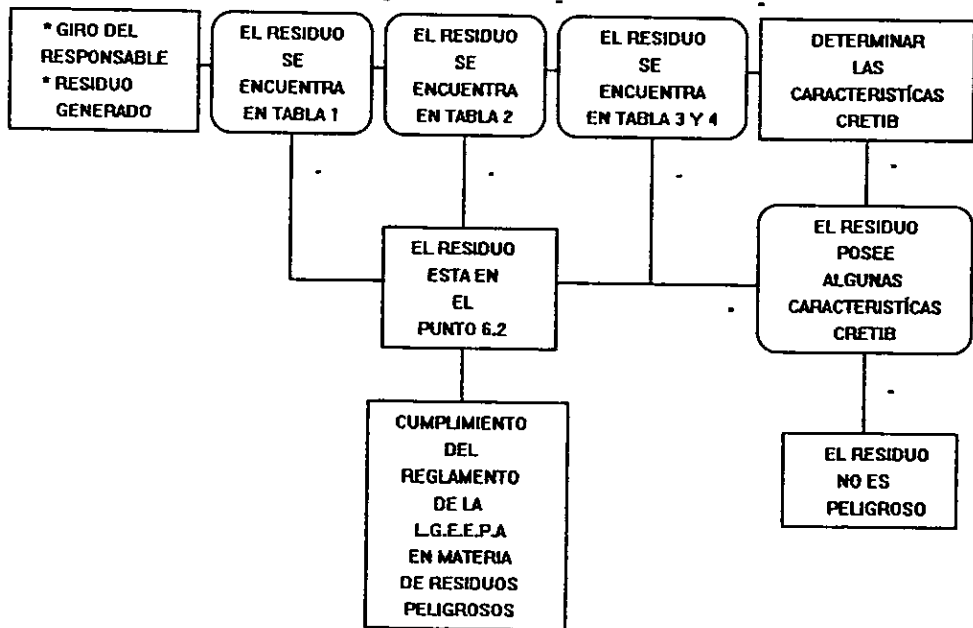 * GIRO DEL
RESPONSABLE
* RESIDUO
GENERADO
EL RESIDUO
SE
ENCUENTRA
EN TABLA 1
EL RESIDUO
SE
ENCUENTRA
EN TABLA 2
EL RESIDUO
SE
ENCUENTRA
EN TABLA 3 Y 4
DETERMINAR
LAS
CARACTERISTÍCAS
CRETIB
EL RESIDUO
ESTA EN
EL
PUNTO 6.2
EL RESIDUO
POSEE
ALGUNAS
CARACTERISTÍCAS
CRETIB
CUMPLIMIENTO
DEL
REGLAMENTO
DE LA
L.G.E.E.P.A
EN MATERIA
DE RESIDUOS
PELIGROSOS
EL RESIDUO
NO ES
PELIGROSO